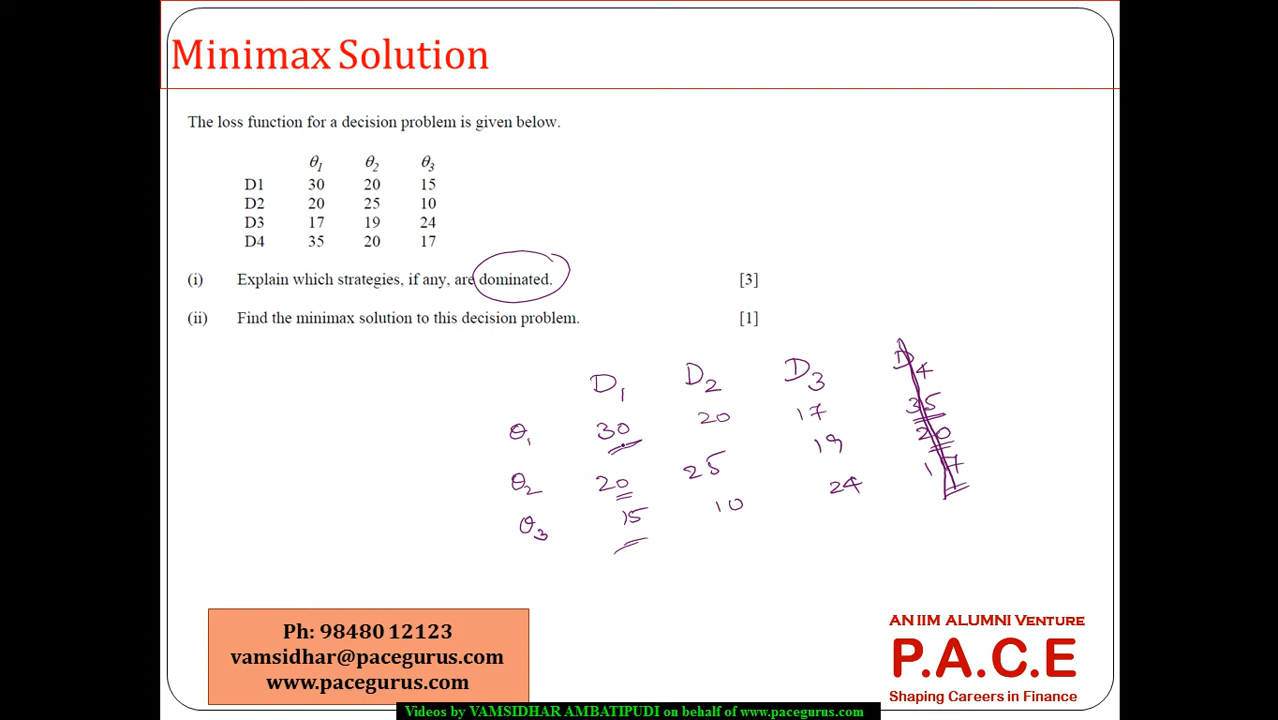 Minimax Solution
The loss function for a decision problem is given below.
θ1 θ2 θ3
D1 30 20 15
D2 20 25 10
D3 17 19 24
D4 35 20 17
(i) Explain which strategies, if any, are dominated. [3]
(ii) Find the minimax solution to this decision problem. [1]
D1 D2 D3 D4
θ1 30 20 17 35
θ2 20 25 19 20
θ3 15 10 24 17
Ph: 98480 12123
vamsidhar@pacegurus.com
www.pacegurus.com
AN IIM ALUMNI VENTURE
P.A.C.E
Shaping Careers in Finance
Videos by VAMSIDHAR AMBATIPUDI on behalf of www.pacegurus.com